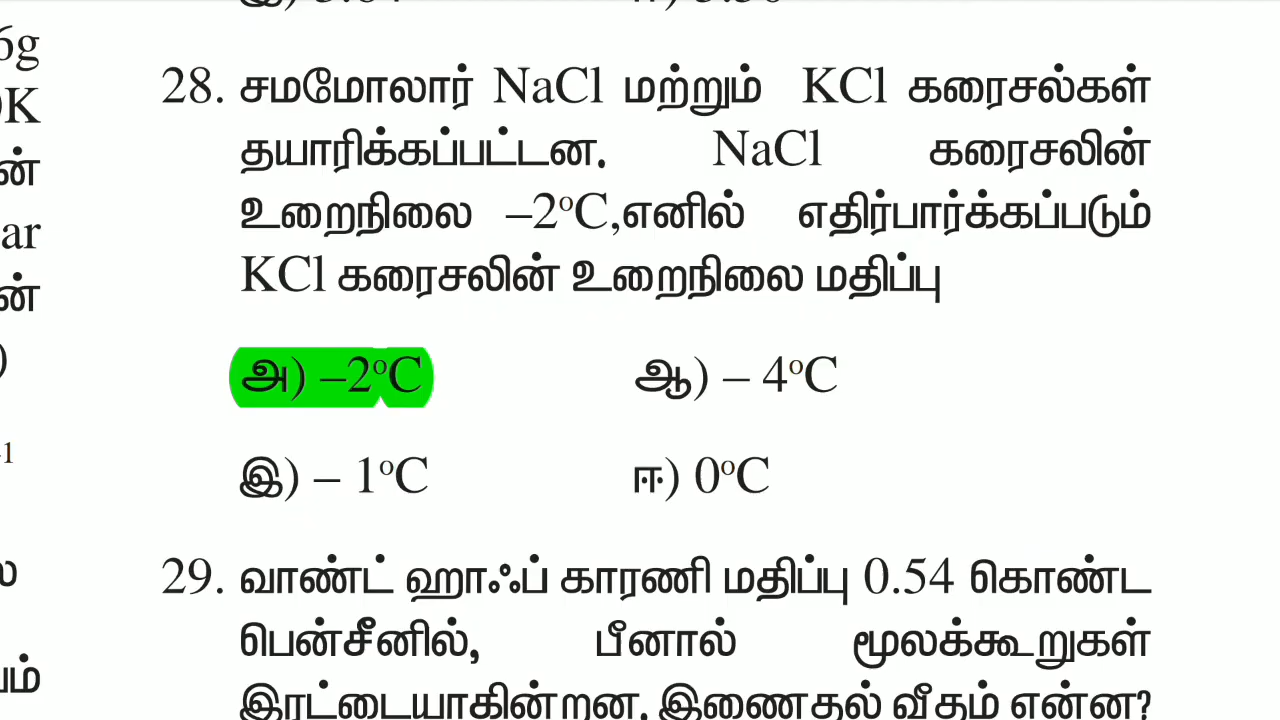 6g
28. சமமோலார் NaCl மற்றும் KCl கரைசல்கள்
தயாரிக்கப்பட்டன. NaCl கரைசலின்
உறைநிலை –2°C,எனில் எதிர்பார்க்கப்படும்
KCl கரைசலின் உறைநிலை மதிப்பு
அ) –2°C ஆ) – 4°C
இ) – 1°C ஈ) 0°C
29. வாண்ட் ஹாஃப் காரணி மதிப்பு 0.54 கொண்ட
பென்சீனில், பீனால் மூலக்கூறுகள்
இரட்டையாகின்றன. இணைதல் வீதம் என்ன?